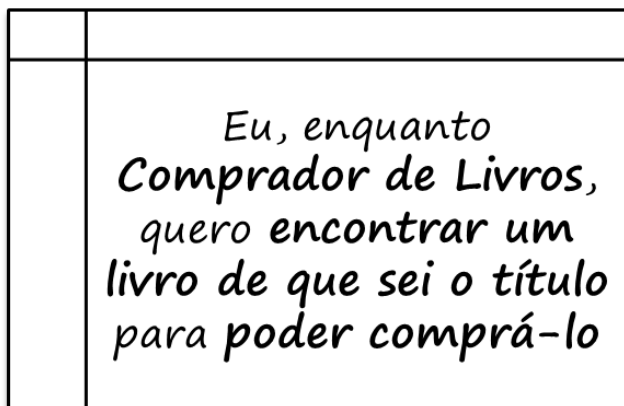 Eu, enquanto
Comprador de Livros,
quero encontrar um
livro de que sei o título
para poder comprá-lo